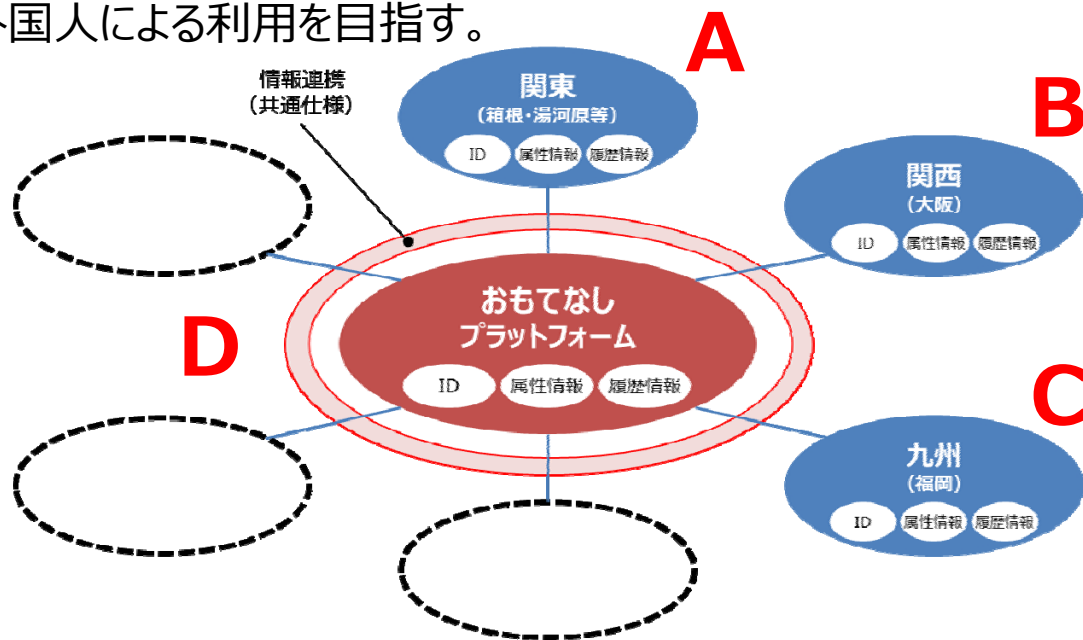 国人による利用を目指す。
情報連携
(共通仕様)
A
関東
(箱根・湯河原等)
ID 属性情報 履歴情報
B
関西
(大阪)
ID 属性情報 履歴情報
おもてなし
プラットフォーム
ID 属性情報 履歴情報
D
C
九州
(福岡)
ID 属性情報 履歴情報